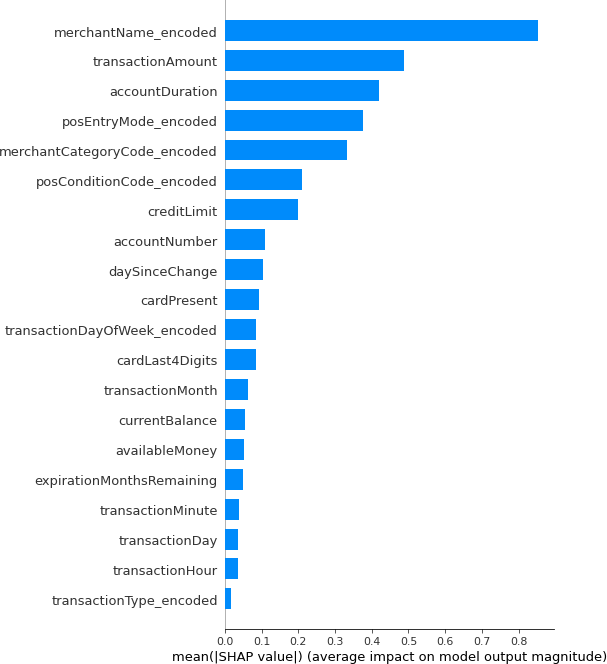 merchantName_encoded
transactionAmount
accountDuration
posEntryMode_encoded
merchantCategoryCode_encoded
posConditionCode_encoded
creditLimit
accountNumber
daySinceChange
cardPresent
transactionDayOfWeek_encoded
cardLast4Digits
transactionMonth
currentBalance
availableMoney
expirationMonthsRemaining
transactionMinute
transactionDay
transactionHour
transactionType_encoded
0.0 0.1 0.2 0.3 0.4 0.5 0.6 0.7 0.8
mean(|SHAP value|) (average impact on model output magnitude)